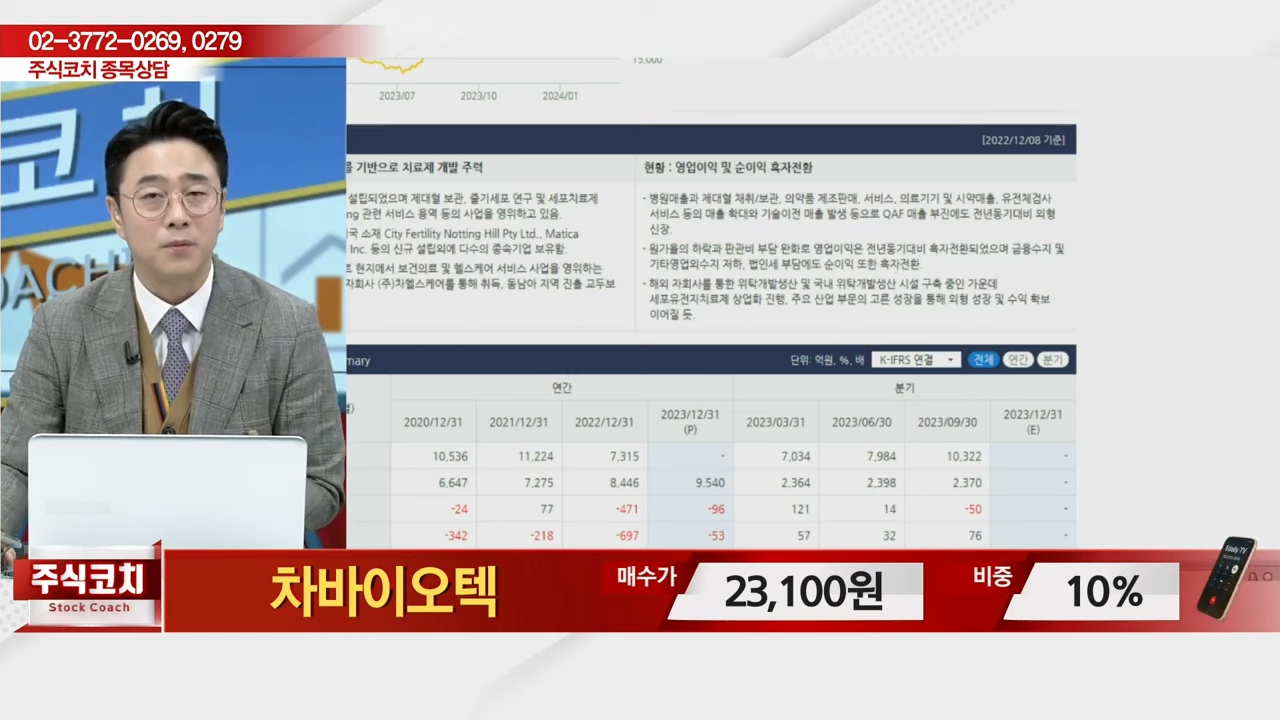 02-3772-0269, 0279
주식코치 종목상담
코치
15,000
2023/07 2023/10 2024/01
[2022/12/08 기준]
기반으로 치료제 개발 주력
현황 : 영업이익 및 순이익 흑자전환
설립되었으며 제대혈 보관, 줄기세포 연구 및 세포치료제
ng 관련 서비스 용역 등의 사업을 영위하고 있음.
국 소재 City Fertility Notting Hill Pty Ltd., Matica
Inc. 등의 신규 설립외에 다수의 종속기업 보유함.
현지에서 보건의료 및 헬스케어 서비스 사업을 영위하는
자회사 (주)차헬스케어를 통해 취득, 동남아 지역 진출 교두보
- 병원매출과 제대혈 채취/보관, 의약품 제조판매, 서비스, 의료기기 및 시약매출, 유전체검사
서비스 등의 매출 확대와 기술이전 매출 발생 등으로 QAF 매출 부진에도 전년동기대비 외형
신장.
- 원가율의 하락과 판관비 부담 완화로 영업이익은 전년동기대비 흑자전환되었으며 금융수지 및
기타영업외수지 저하, 법인세 부담에도 순이익 또한 흑자전환.
- 해외 자회사를 통한 위탁개발생산 및 국내 위탁개발생산 시설 구축 중인 가운데
세포유전자치료제 상업화 진행, 주요 산업 부문의 고른 성장을 통해 외형 성장 및 수익 확보
이어질 듯.
mary
단위: 억원, %, 배 K-IFRS 연결 전체 연간 분기
연간 분기
2020/12/31 2021/12/31 2022/12/31 2023/12/31 (P) 2023/03/31 2023/06/30 2023/09/30 2023/12/31 (E)
10,536 11,224 7,315 - 7,034 7,984 10,322 -
6,647 7,275 8,446 9,540 2,364 2,398 2,370 -
-24 77 -471 -96 121 14 -50 -
-342 -218 -697 -53 57 32 76 -
주식코치
Stock Coach
차바이오텍
매수가 23,100원
비중 10%
Edaily TV